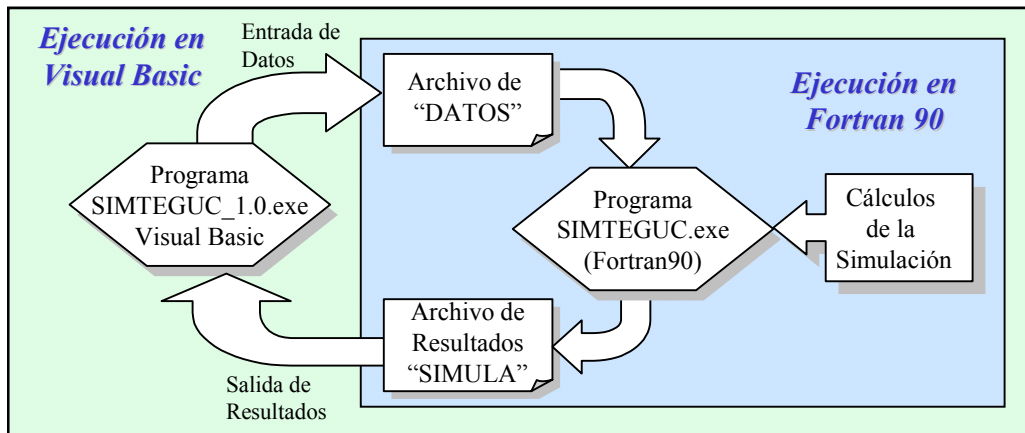 Ejecución en
Visual Basic
Entrada de
Datos
Archivo de
“DATOS”
Ejecución en
Fortran 90
Programa
SIMTEGUC_1.0.exe
Visual Basic
Programa
SIMTEGUC.exe
(Fortran90)
Cálculos
de la
Simulación
Archivo de
Resultados
“SIMULA”
Salida de
Resultados